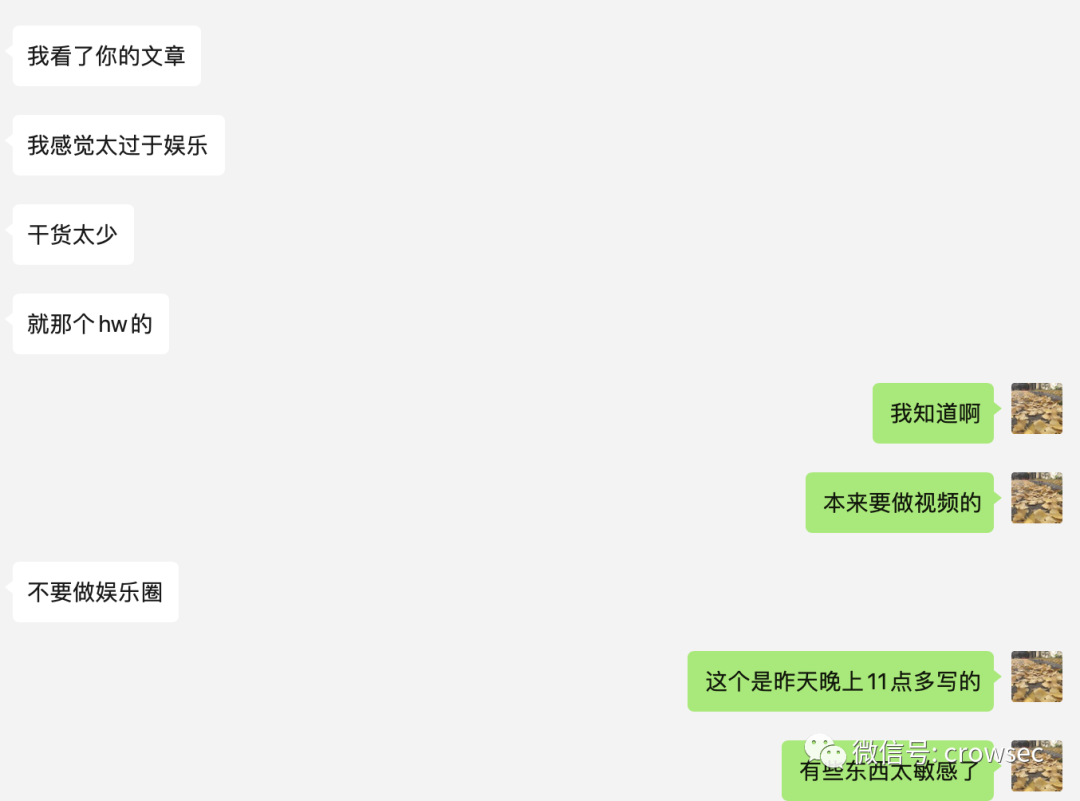 我看了你的文章
我感觉太过于娱乐
干货太少
就那个hw的
我知道啊
本来要做视频的
不要做娱乐圈
这个是昨天晚上11点多写的
微信号: crowsec
有些东西太敏感了